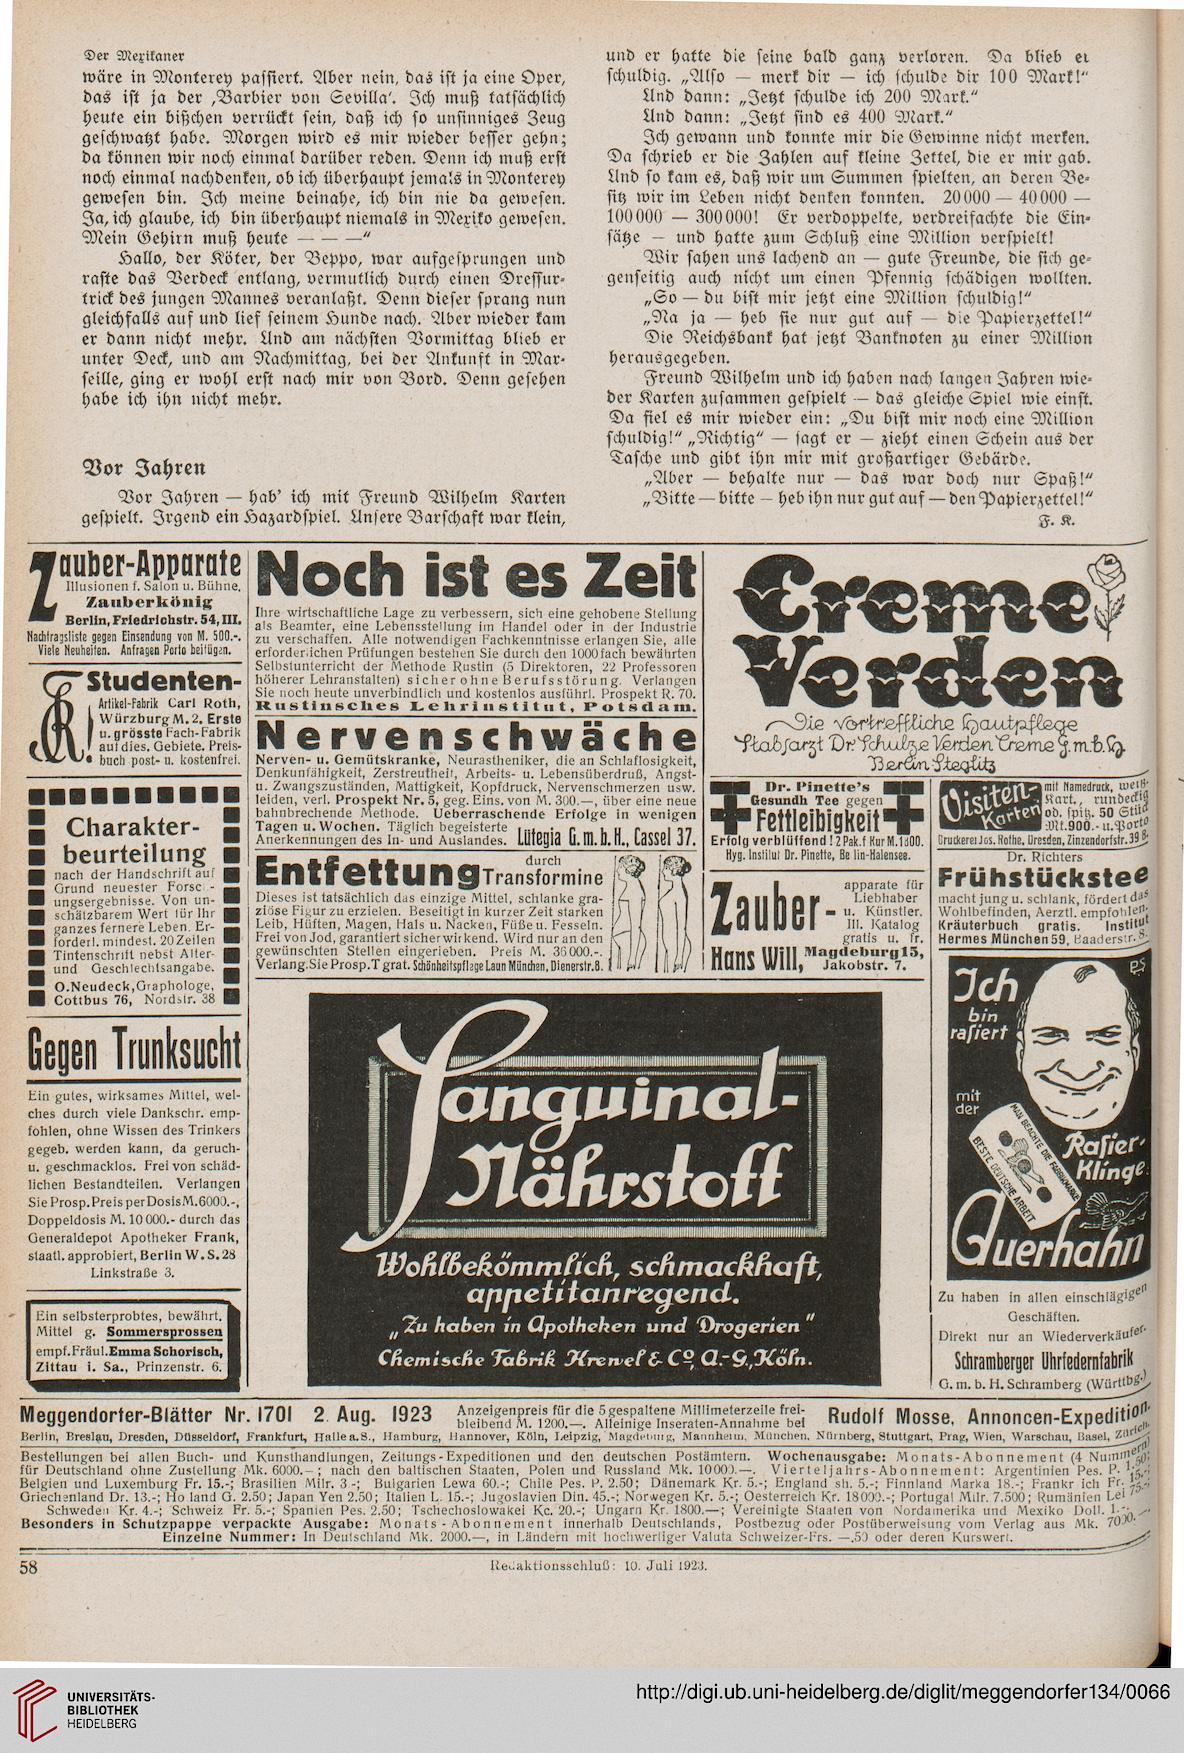 Der Mexikaner
wäre in Monterey passiert. Aber nein, das ist ja eine Oper,
das ist ja der ‚Barbier von Sevilla'. Ich muß tatsächlich
heute ein bißchen verrückt sein, daß ich so unsinniges Zeug
geschwatzt habe. Morgen wird es mir wieder besser gehn;
da können wir noch einmal darüber reden. Denn ich muß erst
noch einmal nachdenken, ob ich überhaupt jemals in Monterey
gewesen bin. Ich meine beinahe, ich bin nie da gewesen.
Ja, ich glaube, ich bin überhaupt niemals in Mexiko gewesen.
Mein Gehirn muß heute — — —"
Hallo, der Köter, der Beppo, war aufgesprungen und
raste das Verdeck entlang, vermutlich durch einen Dressur-
trick des jungen Mannes veranlaßt. Denn dieser sprang nun
gleichfalls auf und lief seinem Hunde nach. Aber wieder kam
er dann nicht mehr. Und am nächsten Vormittag blieb er
unter Deck, und am Nachmittag, bei der Ankunft in Mar-
seille, ging er wohl erst nach mir von Bord. Denn gesehen
habe ich ihn nicht mehr.
Vor Jahren
Vor Jahren — hab' ich mit Freund Wilhelm Karten
gespielt. Irgend ein Hazardspiel. Unsere Barschaft war klein,
und er hatte die seine bald ganz verloren. Da blieb er
schuldig. „Also — merk dir — ich schulde dir 100 Mark!"
Und dann: „Jetzt schulde ich 200 Mark."
Und dann: „Jetzt sind es 400 Mark."
Ich gewann und konnte mir die Gewinne nicht merken.
Da schrieb er die Zahlen auf kleine Zettel, die er mir gab.
Und so kam es, daß wir um Summen spielten, an deren Be-
sitz wir im Leben nicht denken konnten. 20000 — 40000 —
100000 — 300000! Er verdoppelte, verdreifachte die Ein-
sätze — und hatte zum Schluß eine Million verspielt!
Wir sahen uns lachend an — gute Freunde, die sich ge-
genseitig auch nicht um einen Pfennig schädigen wollten.
„So — du bist mir jetzt eine Million schuldig!"
„Na ja — heb sie nur gut auf — die Papierzettel!"
Die Reichsbank hat jetzt Banknoten zu einer Million
herausgegeben.
Freund Wilhelm und ich haben nach langen Jahren wie-
der Karten zusammen gespielt — das gleiche Spiel wie einst.
Da fiel es mir wieder ein: „Du bist mir noch eine Million
schuldig!" „Richtig" — sagt er — zieht einen Schein aus der
Tasche und gibt ihn mir mit großartiger Gebärde.
„Aber — behalte nur — das war doch nur Spaß!"
„Bitte — bitte — heb ihn nur gut auf — den Papierzettel!"
F. K.
Zauber-Apparate
Illusionen f. Salon u. Bühne.
Zauberkönig
Berlin, Friedrichstr. 54, III.
Nachtragsliste gegen Einsendung von M. 500.-.
Viele Neuheiten. Anfragen Porto beifügen.
Studenten-
Artikel-Fabrik Carl Roth,
Würzburg M. 2. Erste
u. grösste Fach-Fabrik
auf dies. Gebiete. Preis-
buch post- u. kostenfrei.
Charakter-
beurteilung
nach der Handschrift auf
Grund neuester Forsch-
ungsergebnisse. Von un-
schätzbarem Wert für Ihr
ganzes ferneres Leben. Er-
forderl. mindest. 20 Zeilen
Tintenschrift nebst Alter-
und Geschlechtsangabe.
O. Neudeck, Graphologe,
Cottbus 76, Nordstr. 38
Gegen Trunksucht
Ein gutes, wirksames Mittel, wel-
ches durch viele Dankschr. emp-
fohlen, ohne Wissen des Trinkers
gegeb. werden kann, da geruch-
u. geschmacklos. Frei von schäd-
lichen Bestandteilen. Verlangen
Sie Prosp. Preis per Dosis M. 6000.-,
Doppeldosis M. 10 000.- durch das
Generaldepot Apotheker Frank,
staatl. approbiert, Berlin W. S. 28
Linkstraße 3.
Ein selbsterprobtes, bewährt.
Mittel g. Sommersprossen
empf. Fräul. Emma Schorisch,
Zittau i. Sa., Prinzenstr. 6.
Noch ist es Zeit
Ihre wirtschaftliche Lage zu verbessern, sich eine gehobene Stellung
als Beamter, eine Lebensstellung im Handel oder in der Industrie
zu verschaffen. Alle notwendigen Fachkenntnisse erlangen Sie, alle
erforderlichen Prüfungen bestehen Sie durch den 1000fach bewährten
Selbstunterricht der Methode Rustin (5 Direktoren, 22 Professoren
höherer Lehranstalten) sicher ohne Berufsstörung. Verlangen
Sie noch heute unverbindlich und kostenlos ausführl. Prospekt R. 70.
Rustinsches Lehrinstitut, Potsdam.
Nervenschwäche
Nerven- u. Gemütskranke, Neurastheniker, die an Schlaflosigkeit,
Denkunfähigkeit, Zerstreutheit, Arbeits- u. Lebensüberdruß, Angst-
u. Zwangszuständen, Mattigkeit, Kopfdruck, Nervenschmerzen usw.
leiden, verl. Prospekt Nr. 5, geg. Eins. von M. 300.—, über eine neue
bahnbrechende Methode. Ueberraschende Erfolge in wenigen
Tagen u. Wochen. Täglich begeisterte
Anerkennungen des In- und Auslandes. Lütegia G. m. b. H., Cassel 37.
Entfettung durch Transformine
Dieses ist tatsächlich das einzige Mittel, schlanke gra-
ziöse Figur zu erzielen. Beseitigt in kurzer Zeit starken
Leib, Hüften, Magen, Hals u. Nacken, Füße u. Fesseln.
Frei von Jod, garantiert sicher wirkend. Wird nur an den
gewünschten Stellen eingerieben. Preis M. 36000.-.
Verlang. Sie Prosp. T grat. Schönheitspflege Laun München, Dienerstr. 8.
Creme
Verden
Die vortreffliche Hautpflege
Stabsarzt Dr. Schulze Verden Creme G.m.b.H.
Berlin Steglitz
Dr. Pinette's
Gesundh Tee gegen
Fettleibigkeit
Erfolg verblüffend! 2 Pak. f Kur M. 1800.
Hyg. Institut Dr. Pinette, Berlin-Halensee.
Visiten-
Karten
mit Namedruck, weiß.
Kart., rundeckig
od. spitz. 50 Stück
Mt. 900.- u. Porto
Druckerei Jos. Rothe, Dresden, Zinzendorfstr. 39 B.
Zauber-
apparate für
Liebhaber
u. Künstler.
III. Katalog
gratis u. fr.
Hans Will, Magdeburg 15,
Jakobstr. 7.
Dr. Richters
Frühstückstee
macht jung u. schlank, fördert das
Wohlbefinden, Aerztl. empfohlen.
Kräuterbuch gratis. Institut
Hermes München 59, Baaderstr. 8.
Sanguinal-
Nährstoff
Wohlbekömmlich, schmackhaft,
appetitanregend.
„Zu haben in Apotheken und Drogerien"
Chemische Fabrik Krewel & Co, A.-G., Köln.
PS
Ich
bin
rasiert
mit
der
MAN BEACHTE DIE FABRIKMARKE
BESTE DEUTSCHE ARBEIT
Rasier-
Klinge
Querhahn
Zu haben in allen einschlägigen
Geschäften.
Direkt nur an Wiederverkäufer.
Schramberger Uhrfedernfabrik
G. m. b. H. Schramberg (Württbg.)
Meggendorfer-Blätter Nr. 1701 2. Aug. 1923
Anzeigenpreis für die 5 gespaltene Millimeterzeile frei-
bleibend M. 1200.—. Alleinige Inseraten-Annahme bei
Rudolf Mosse, Annoncen-Expedition.
Berlin, Breslau, Dresden, Düsseldorf, Frankfurt, Halle a. S., Hamburg, Hannover, Köln, Leipzig, Magdeburg, Mannheim, München, Nürnberg, Stuttgart, Prag, Wien, Warschau, Basel, Zürich.
Bestellungen bei allen Buch- und Kunsthandlungen, Zeitungs-Expeditionen und den deutschen Postämtern. Wochenausgabe: Monats-Abonnement (4 Nummern)
für Deutschland ohne Zustellung Mk. 6000.—; nach den baltischen Staaten, Polen und Russland Mk. 10000.—. Vierteljahrs-Abonnement: Argentinien Pes. P. 1.50;
Belgien und Luxemburg Fr. 15.-; Brasilien Milr. 3.-; Bulgarien Lewa 60.-; Chile Pes. P. 2.50; Dänemark Kr. 5.-; England sh. 5.-; Finnland Marka 18.-; Frankreich Fr. 15.-;
Griechenland Dr. 13.-; Holland G. 2.50; Japan Yen 2.50; Italien L. 15.-; Jugoslavien Din. 45.-; Norwegen Kr. 5.-; Oesterreich Kr. 18000.-; Portugal Milr. 7.500; Rumänien Lei 75.-;
Schweden Kr. 4.-; Schweiz Fr. 5.-; Spanien Pes. 2.50; Tschechoslowakei Kc. 20.-; Ungarn Kr. 1800.—; Vereinigte Staaten von Nordamerika und Mexiko Doll. 1.-.
Besonders in Schutzpappe verpackte Ausgabe: Monats-Abonnement innerhalb Deutschlands, Postbezug oder Postüberweisung vom Verlag aus Mk. 7000.—.
Einzelne Nummer: In Deutschland Mk. 2000.—, in Ländern mit hochwertiger Valuta Schweizer-Frs. —.50 oder deren Kurswert.
58
Redaktionsschluß: 10. Juli 1923.
UNIVERSITÄTS-
BIBLIOTHEK
HEIDELBERG
http://digi.ub.uni-heidelberg.de/diglit/meggendorfer134/0066